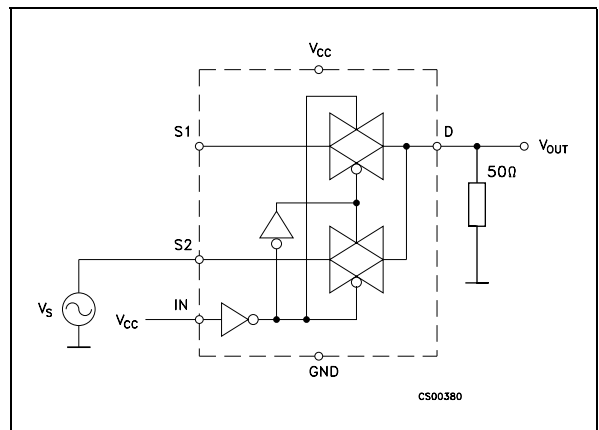 VCC
S1
D
VOUT
50Ω
S2
VS
IN
VCC
GND
CS00380